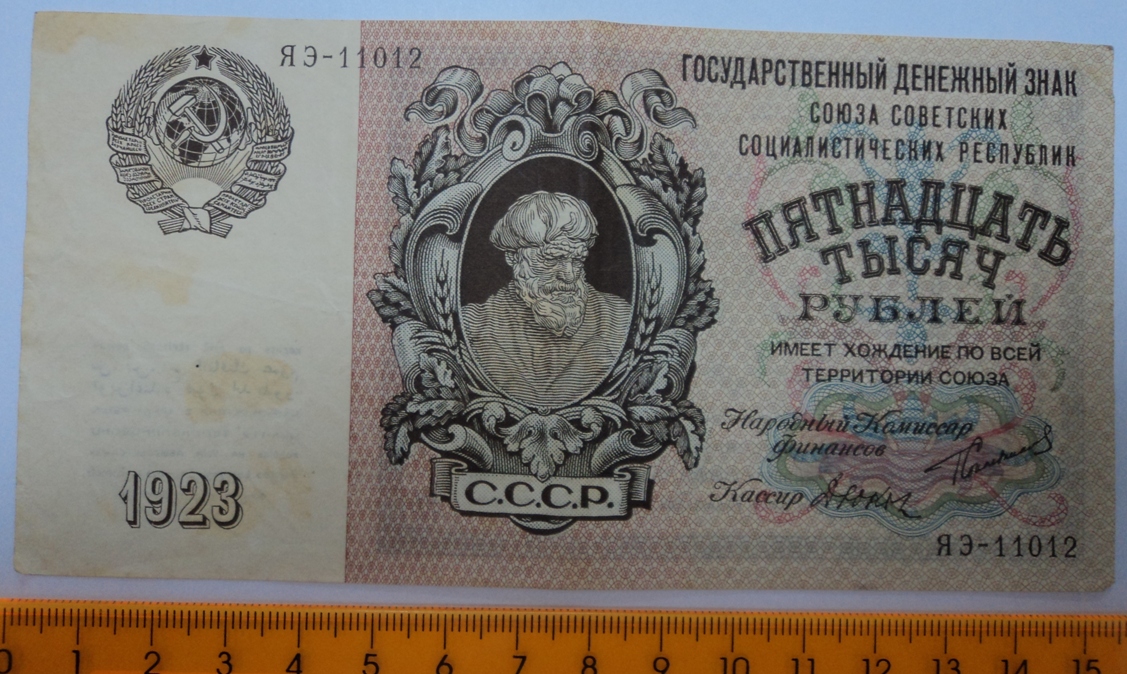 ЯЭ-11012
ГОСУДАРСТВЕННЫЙ ДЕНЕЖНЫЙ ЗНАК
СОЮЗА СОВЕТСКИХ
СОЦИАЛИСТИЧЕСКИХ РЕСПУБЛИК
ПЯТНАДЦАТЬ
ТЫСЯЧ
РУБЛЕЙ
ИМЕЕТ ХОЖДЕНИЕ ПО ВСЕЙ
ТЕРРИТОРИИ СОЮЗА
Народный Комиссар
финансов
Кассир
1923
С.С.С.Р.
ЯЭ-11012
0 1 2 3 4 5 6 7 8 9 10 11 12 13 14 15